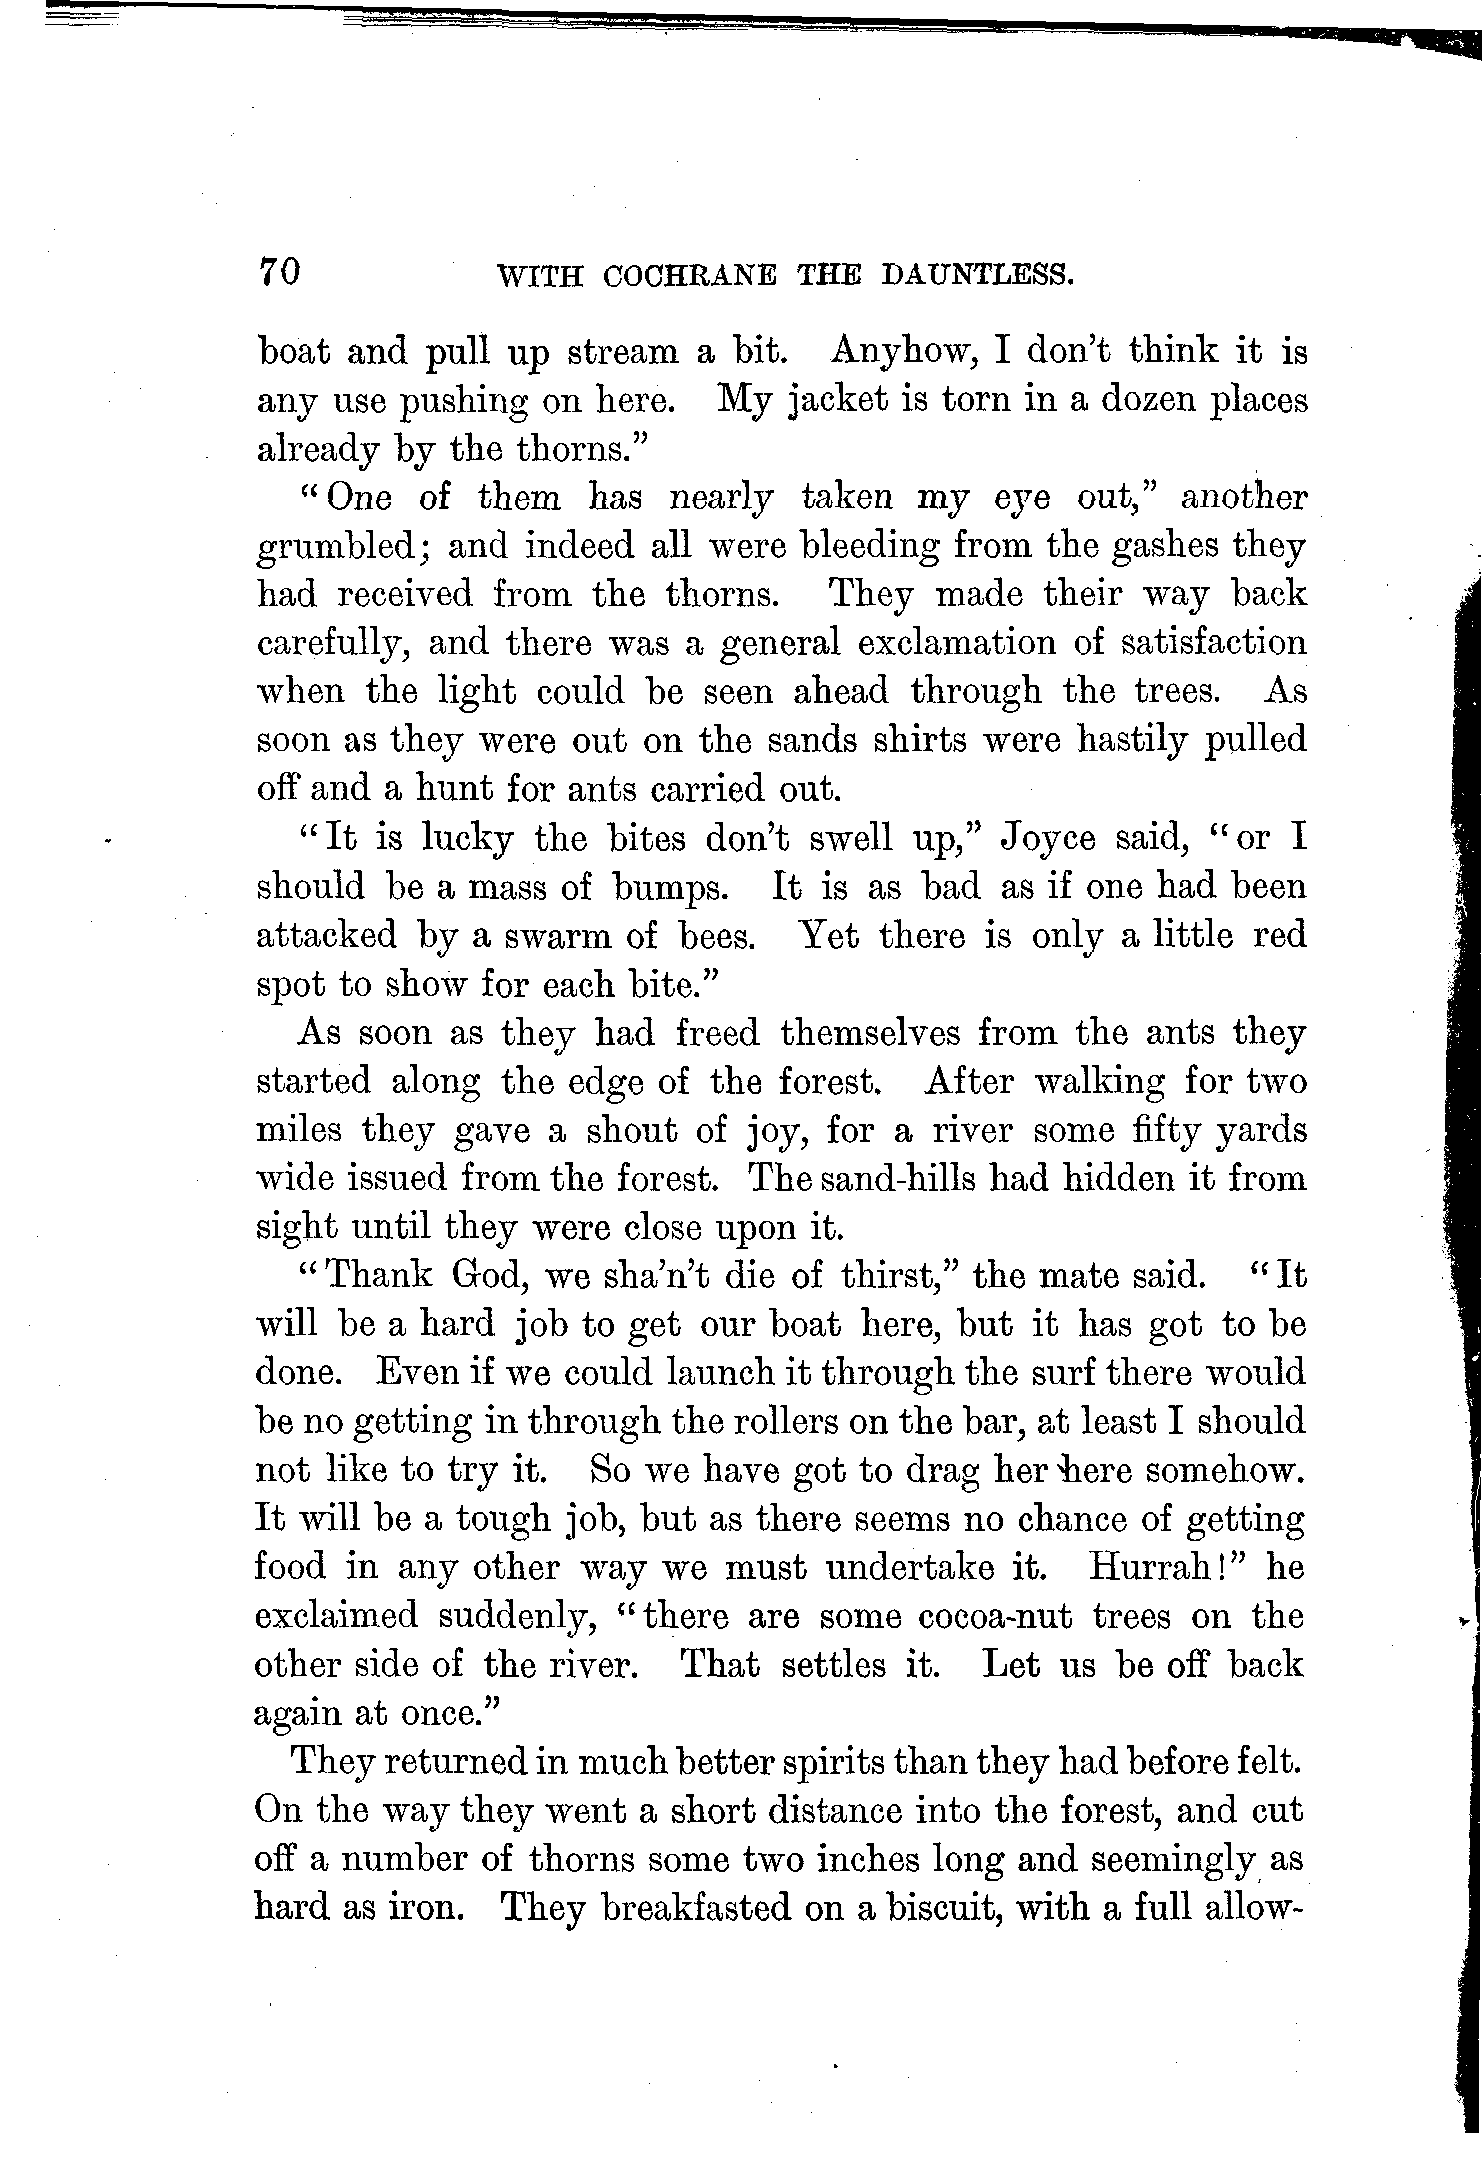 70 WITH COCHRANE THE DAUNTLESS.
boat and pull up stream a bit. Anyhow, I don't think it is
any use pushing on here. My jacket is torn in a dozen places
already by the thorns."
"One of them has nearly taken my eye out," another
grumbled; and indeed all were bleeding from the gashes they
had received from the thorns. They made their way back
carefully, and there was a general exclamation of satisfaction
when the light could be seen ahead through the trees. As
soon as they were out on the sands shirts were hastily pulled
off and a hunt for ants carried out.
"It is lucky the bites don't swell up," Joyce said, "or I
should be a mass of bumps. It is as bad as if one had been
attacked by a swarm of bees. Yet there is only a little red
spot to show for each bite."
As soon as they had freed themselves from the ants they
started along the edge of the forest. After walking for two
miles they gave a shout of joy, for a river some fifty yards
wide issued from the forest. The sand-hills had hidden it from
sight until they were close upon it.
"Thank God, we sha'n't die of thirst," the mate said. "It
will be a hard job to get our boat here, but it has got to be
done. Even if we could launch it through the surf there would
be no getting in through the rollers on the bar, at least I should
not like to try it. So we have got to drag her here somehow.
It will be a tough job, but as there seems no chance of getting
food in any other way we must undertake it. Hurrah!" he
exclaimed suddenly, "there are some cocoa-nut trees on the
other side of the river. That settles it. Let us be off back
again at once."
They returned in much better spirits than they had before felt.
On the way they went a short distance into the forest, and cut
off a number of thorns some two inches long and seemingly as
hard as iron. They breakfasted on a biscuit, with a full allow-